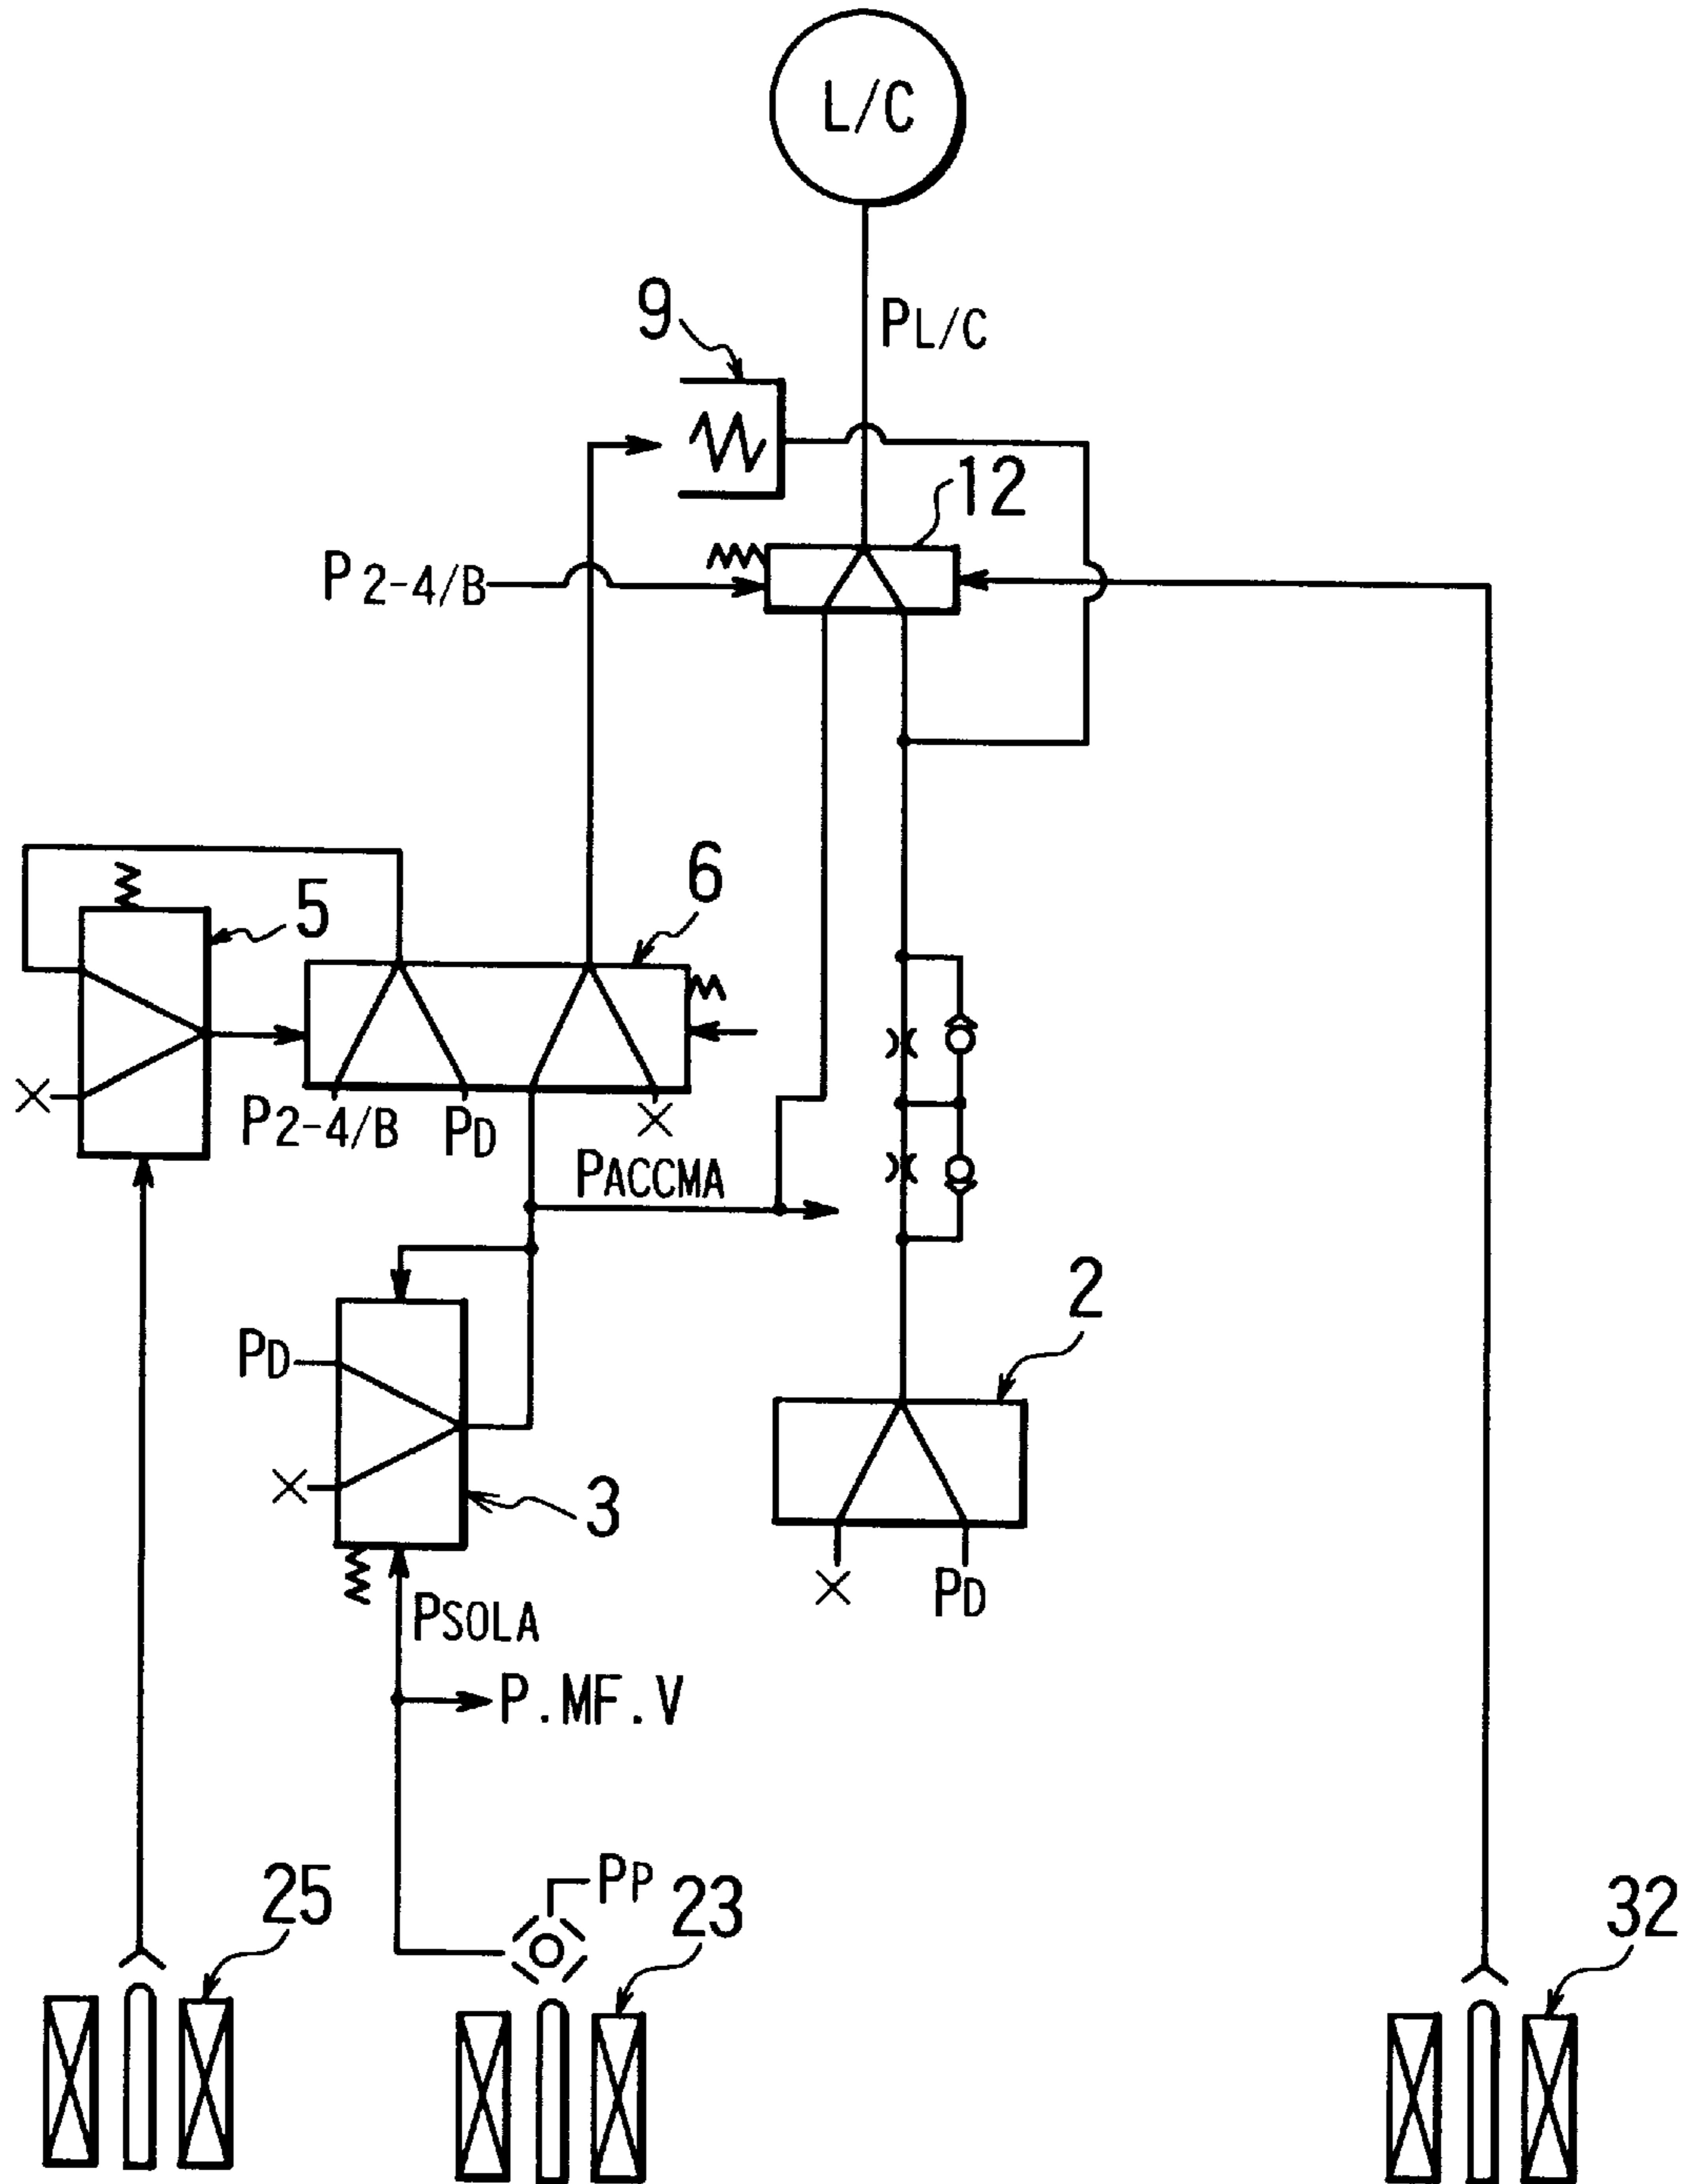 L/C
9
PL/C
12
P2-4/B
6
5
P2-4/B
PD
PACCMA
2
PD
3
PD
PSOLA
P.MF.V
PP
25
23
32